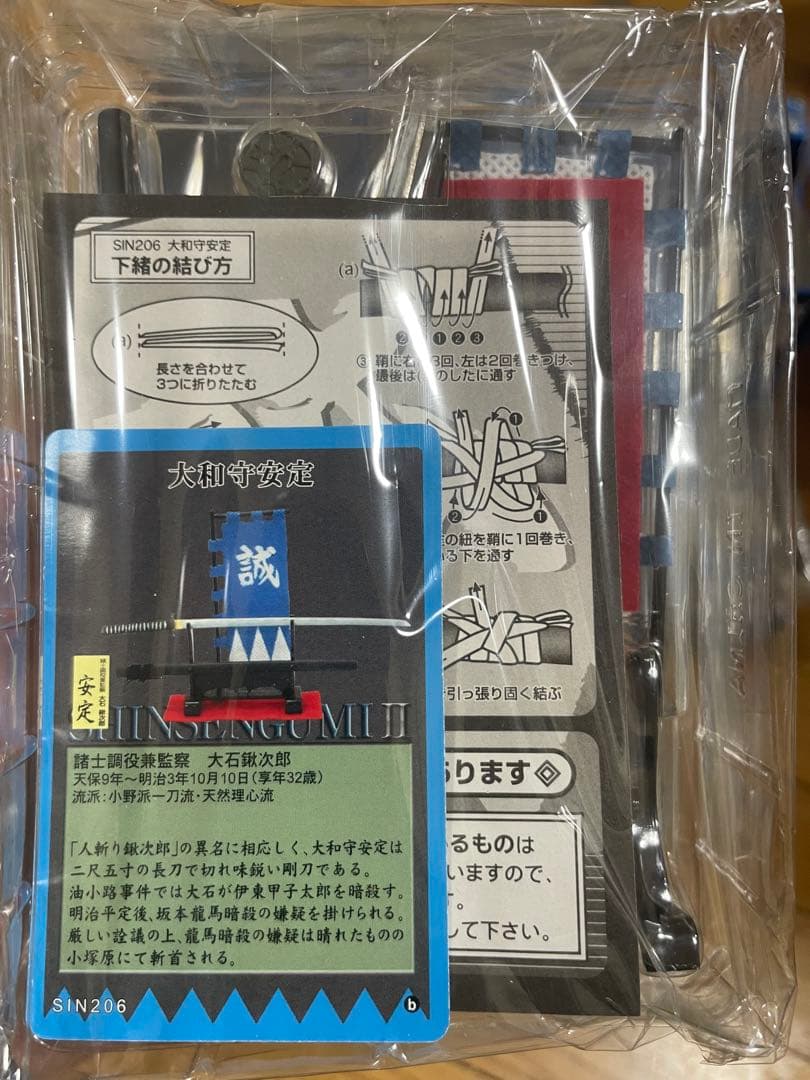 SIN206 大和守安定
下緒の結び方
(a)
長さを合わせて
3つに折りたたむ
(a)
❷ ❶ ❷ ❸
③ 鞘に右 3回、左は2回巻きつけ、
最後は( のしたに通す
❶
❷ ❶
の紐を鞘に1回巻き、
る下を通す
引っ張り固く結ぶ
ります◈
るものは
いますので、
す。
して下さい。
大和守安定
誠
安定
大石 鍬次郎
SHINSENGUMI II
諸士調役兼監察 大石鍬次郎
天保9年～明治3年10月10日(享年32歳)
流派:小野派一刀流・天然理心流
「人斬り鍬次郎」の異名に相応しく、大和守安定は
二尺五寸の長刀で切れ味鋭い剛刀である。
油小路事件では大石が伊東甲子太郎を暗殺す。
明治平定後、坂本龍馬暗殺の嫌疑を掛けられる。
厳しい詮議の上、龍馬暗殺の嫌疑は晴れたものの
小塚原にて斬首される。
SIN206
b